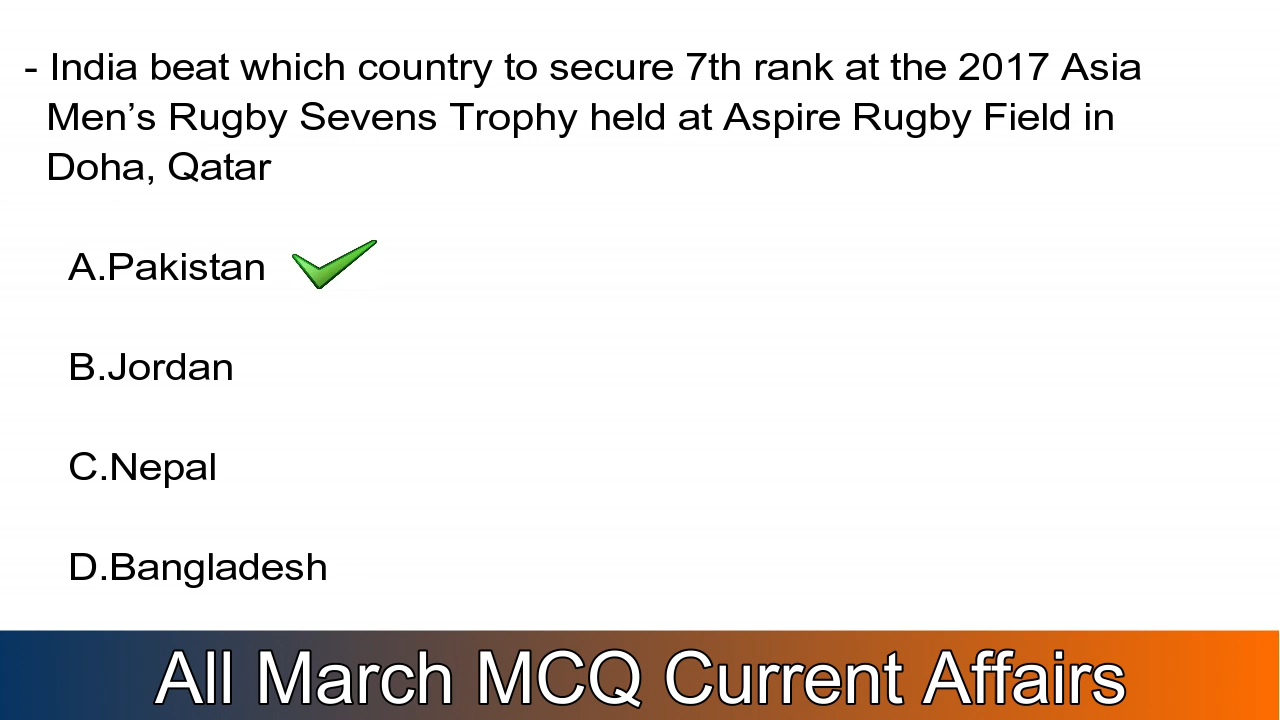 - India beat which country to secure 7th rank at the 2017 Asia
Men’s Rugby Sevens Trophy held at Aspire Rugby Field in
Doha, Qatar
A.Pakistan
B.Jordan
C.Nepal
D.Bangladesh
All March MCQ Current Affairs